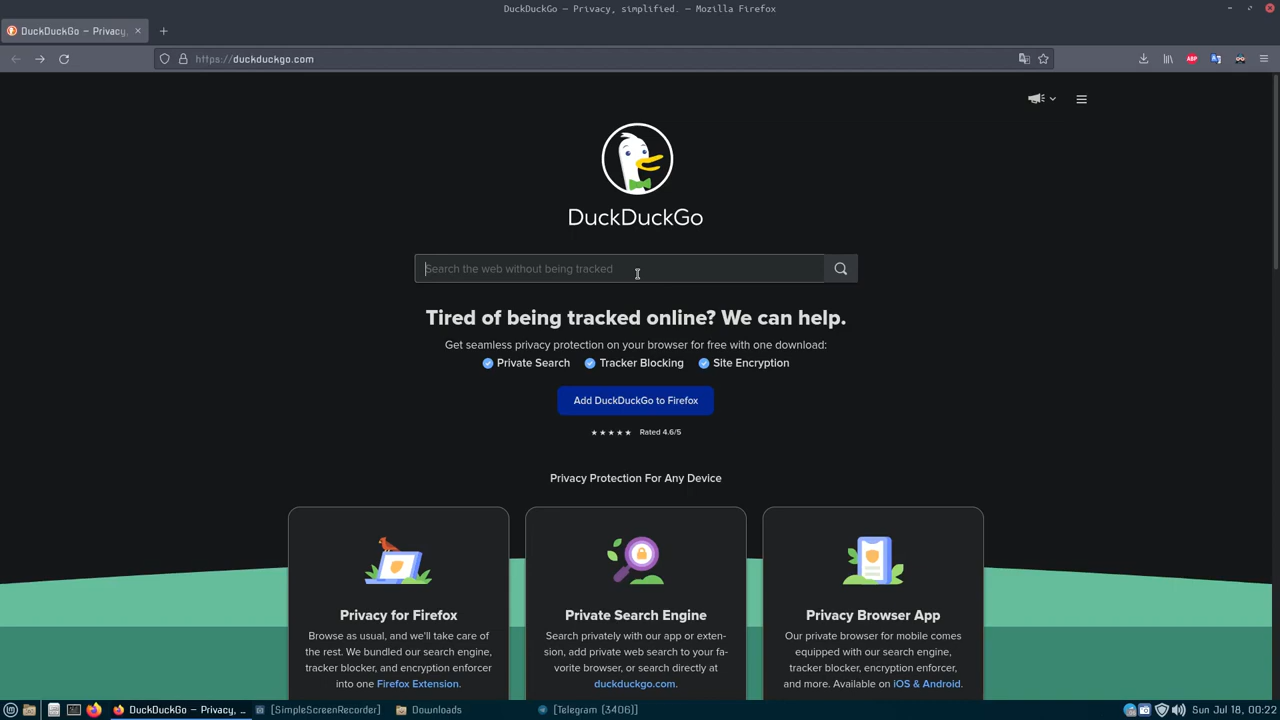 DuckDuckGo — Privacy, simplified. — Mozilla Firefox
DuckDuckGo — Privacy,
https://duckduckgo.com
ABP
DuckDuckGo
Search the web without being tracked
Tired of being tracked online? We can help.
Get seamless privacy protection on your browser for free with one download:
Private Search Tracker Blocking Site Encryption
Add DuckDuckGo to Firefox
★★★★★ Rated 4.6/5
Privacy Protection For Any Device
Privacy for Firefox
Browse as usual, and we'll take care of
the rest. We bundled our search engine,
tracker blocker, and encryption enforcer
into one Firefox Extension.
Private Search Engine
Search privately with our app or exten-
sion, add private web search to your fa-
vorite browser, or search directly at
duckduckgo.com.
Privacy Browser App
Our private browser for mobile comes
equipped with our search engine,
tracker blocker, encryption enforcer,
and more. Available on iOS & Android.
DuckDuckGo — Privacy, ... [SimpleScreenRecorder] Downloads [Telegram (3406)] Sun Jul 18, 00:22